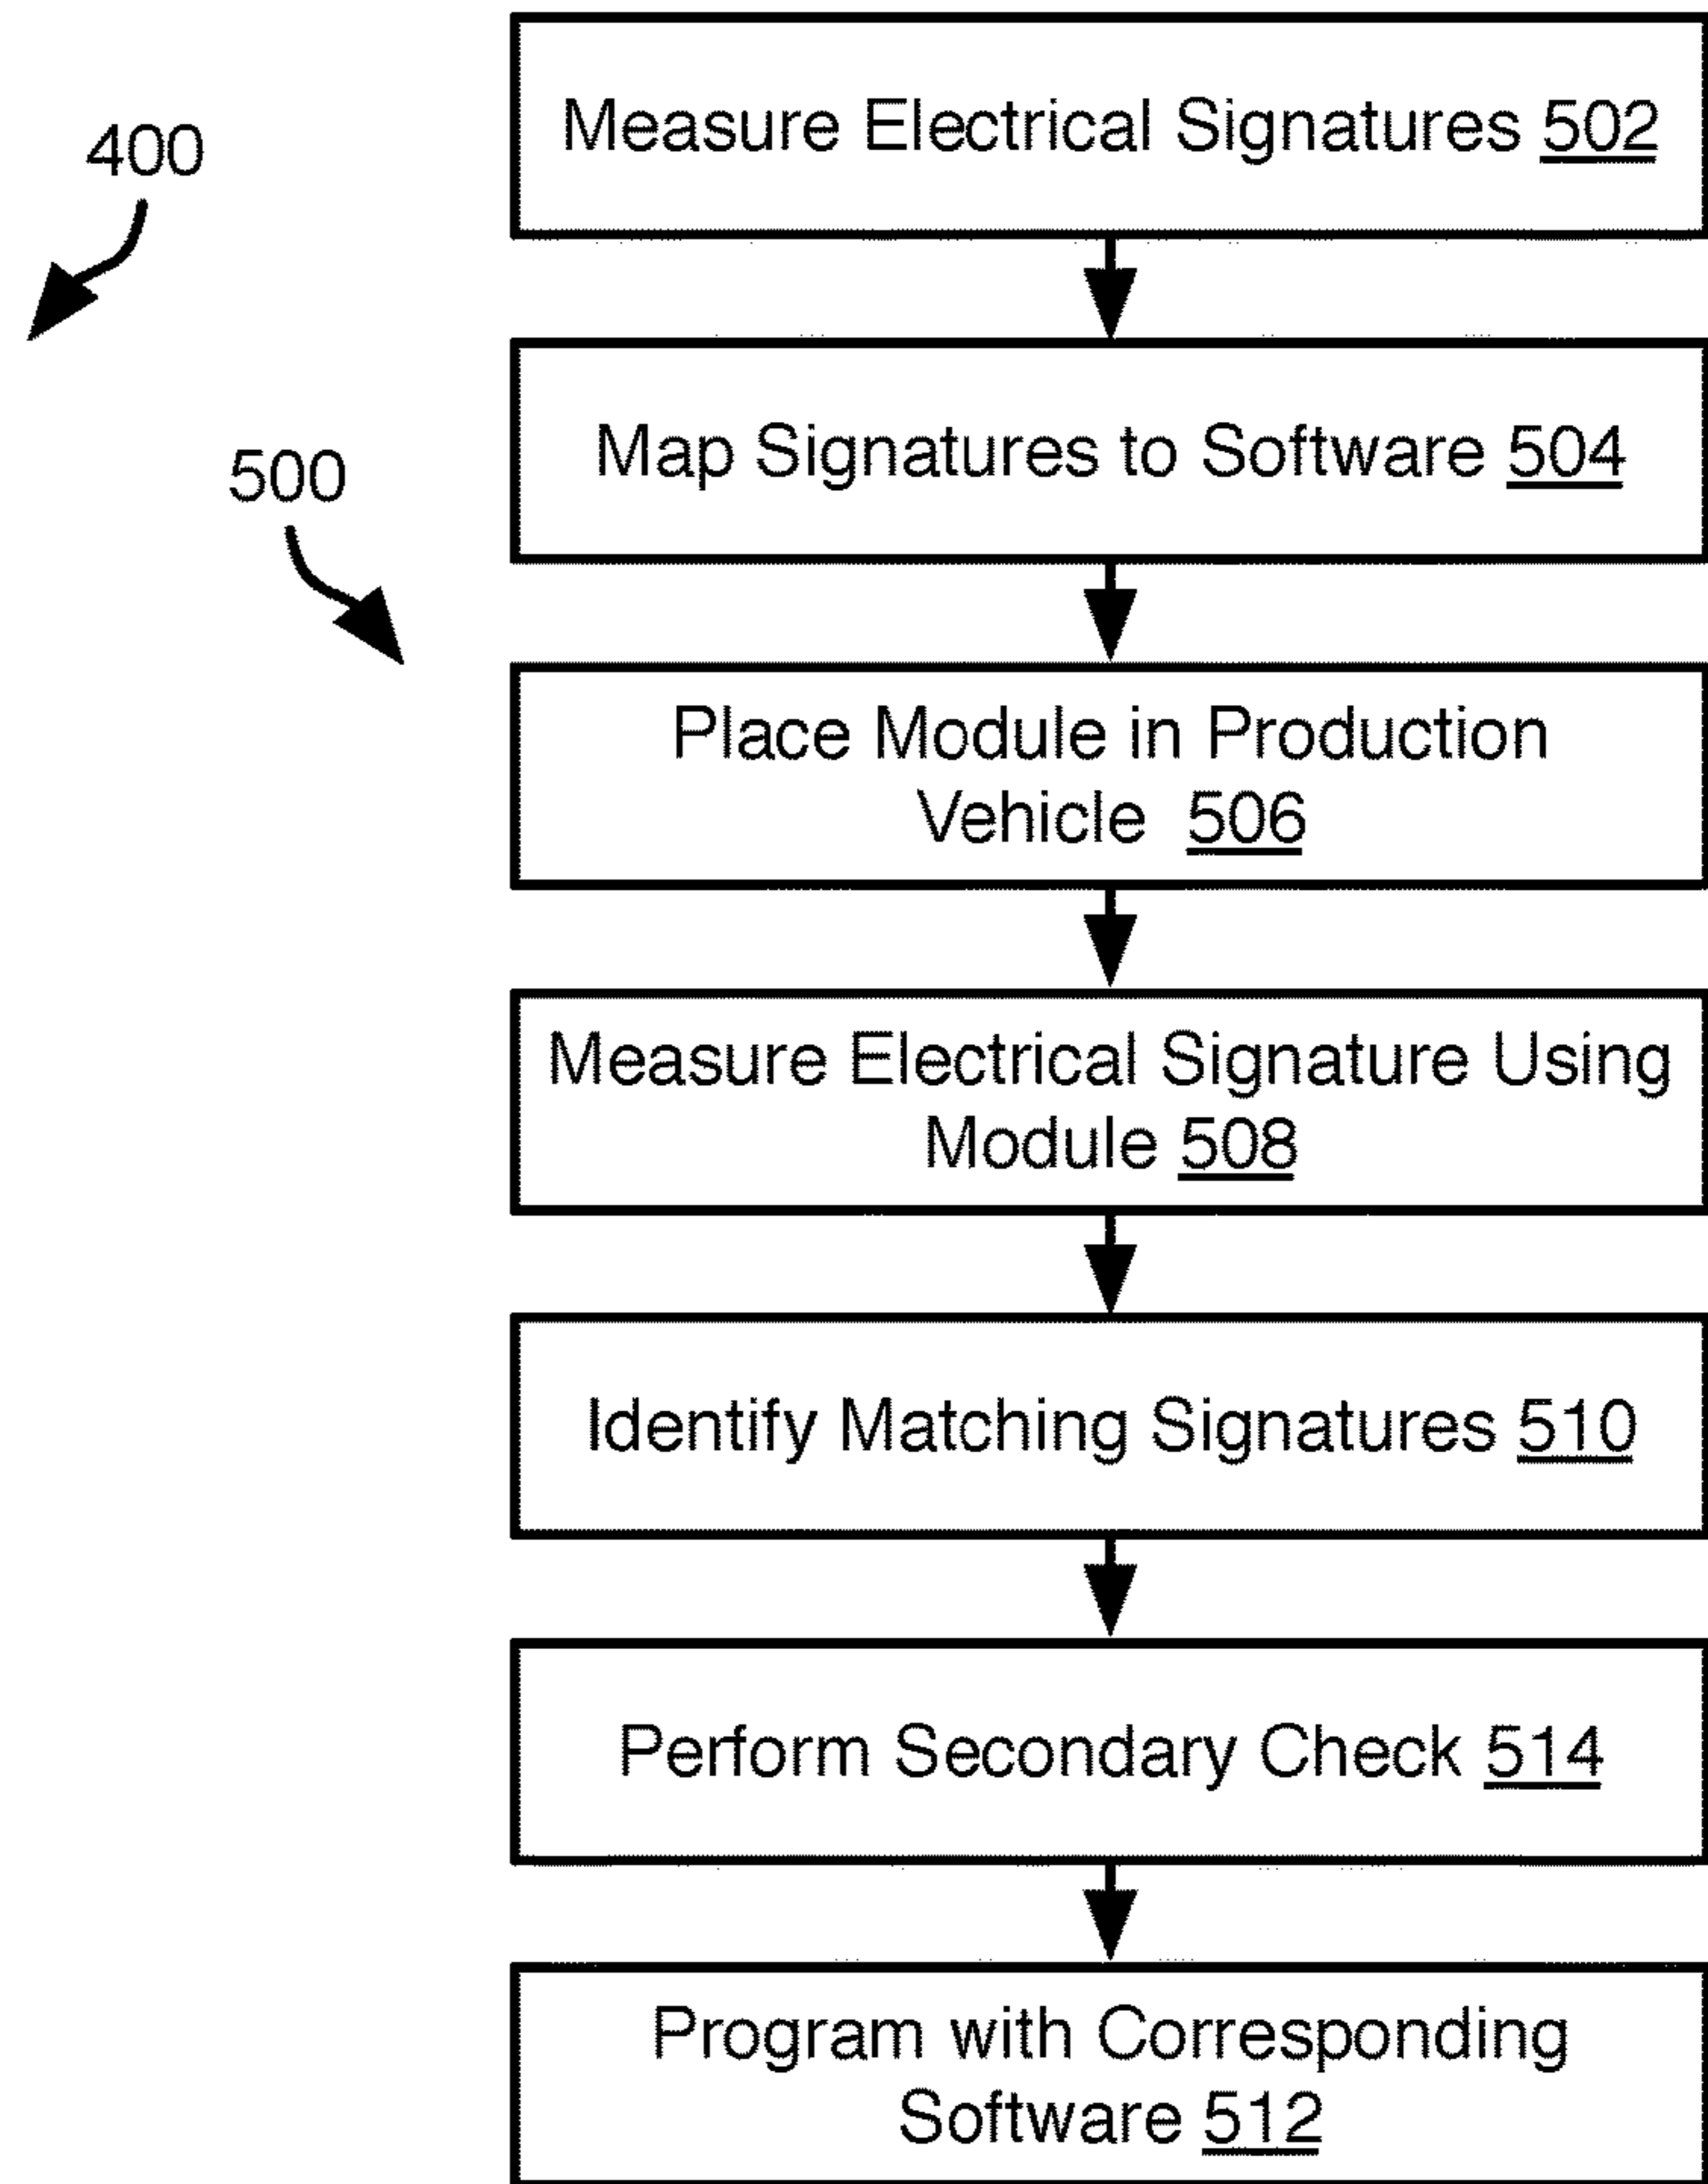 Measure Electrical Signatures 502
400
Map Signatures to Software 504
500
Place Module in Production
Vehicle 506
Measure Electrical Signature Using
Module 508
Identify Matching Signatures 510
Perform Secondary Check 514
Program with Corresponding
Software 512